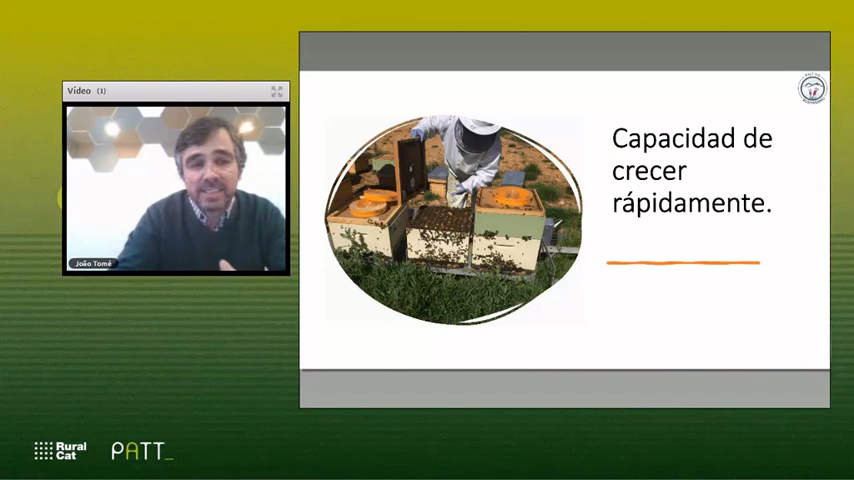 Vídeo (1)
João Tomé
Capacidad de
crecer
rápidamente.
Rural
Cat
PATT_